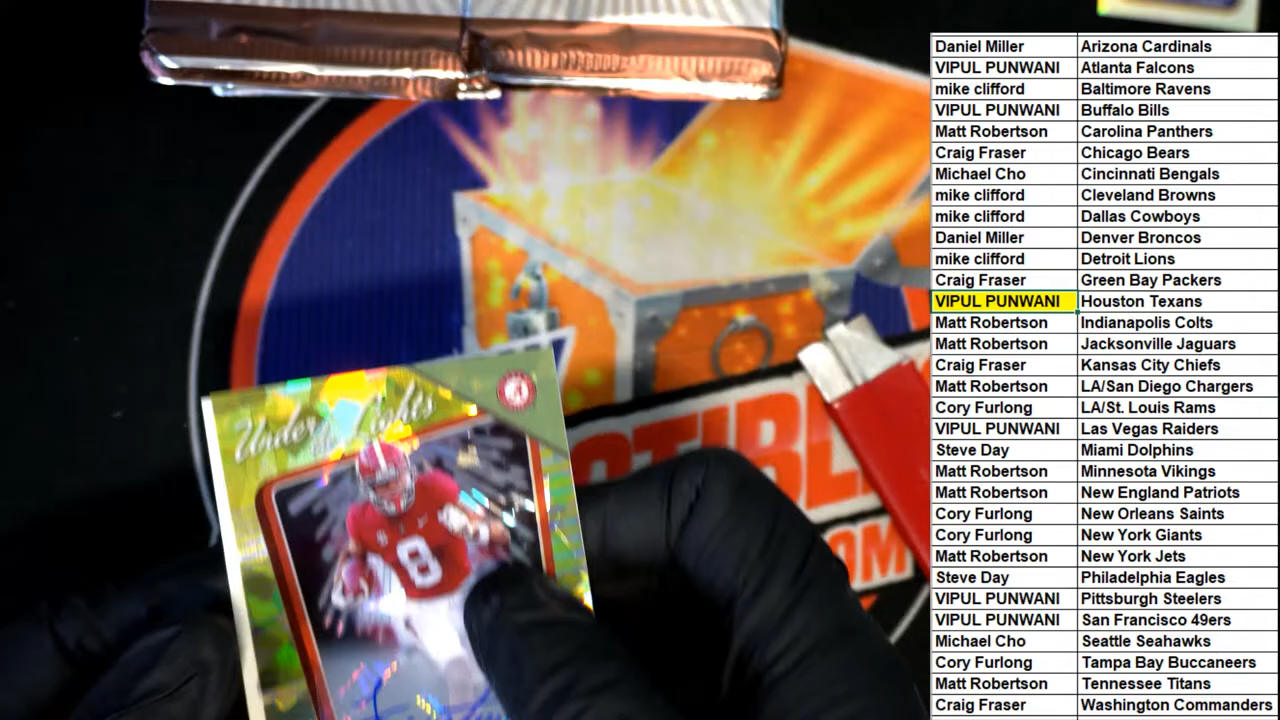 Under the Lights
8
TIBL
OM
Daniel Miller Arizona Cardinals
VIPUL PUNWANI Atlanta Falcons
mike clifford Baltimore Ravens
VIPUL PUNWANI Buffalo Bills
Matt Robertson Carolina Panthers
Craig Fraser Chicago Bears
Michael Cho Cincinnati Bengals
mike clifford Cleveland Browns
mike clifford Dallas Cowboys
Daniel Miller Denver Broncos
mike clifford Detroit Lions
Craig Fraser Green Bay Packers
VIPUL PUNWANI Houston Texans
Matt Robertson Indianapolis Colts
Matt Robertson Jacksonville Jaguars
Craig Fraser Kansas City Chiefs
Matt Robertson LA/San Diego Chargers
Cory Furlong LA/St. Louis Rams
VIPUL PUNWANI Las Vegas Raiders
Steve Day Miami Dolphins
Matt Robertson Minnesota Vikings
Matt Robertson New England Patriots
Cory Furlong New Orleans Saints
Cory Furlong New York Giants
Matt Robertson New York Jets
Steve Day Philadelphia Eagles
VIPUL PUNWANI Pittsburgh Steelers
VIPUL PUNWANI San Francisco 49ers
Michael Cho Seattle Seahawks
Cory Furlong Tampa Bay Buccaneers
Matt Robertson Tennessee Titans
Craig Fraser Washington Commanders